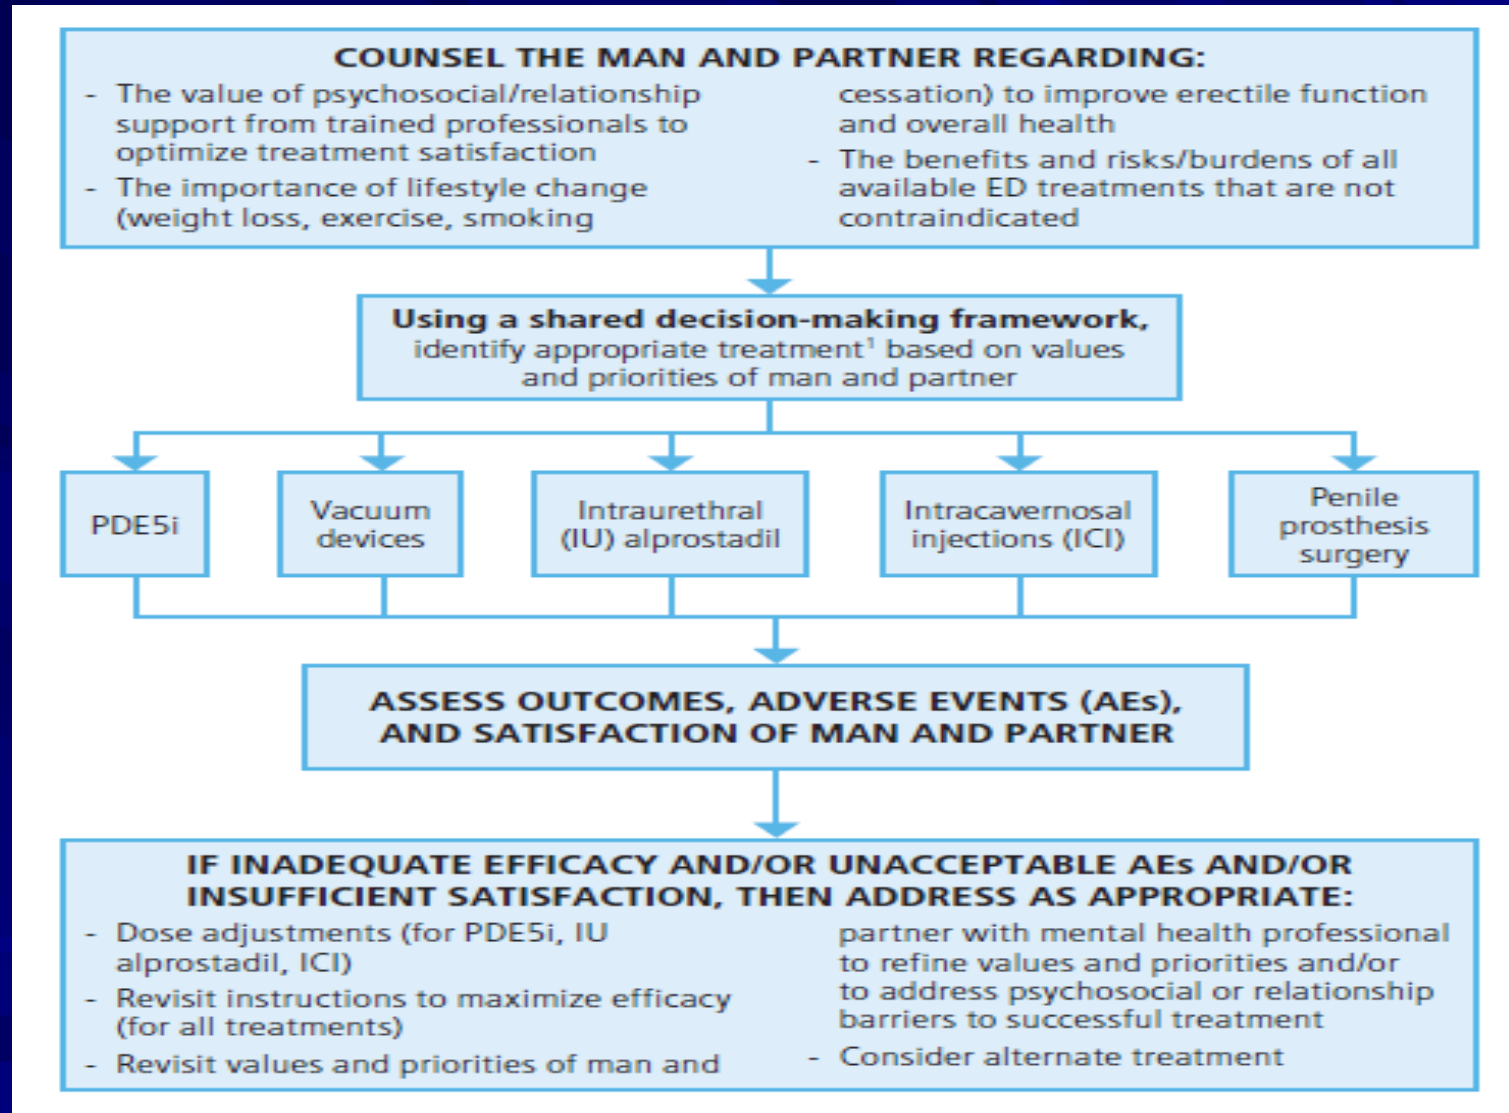 COUNSEL THE MAN AND PARTNER REGARDING:
- The value of psychosocial/relationship
support from trained professionals to
optimize treatment satisfaction
- The importance of lifestyle change
(weight loss, exercise, smoking
cessation) to improve erectile function
and overall health
- The benefits and risks/burdens of all
available ED treatments that are not
contraindicated
Using a shared decision-making framework,
identify appropriate treatment¹ based on values
and priorities of man and partner
PDE5i
Vacuum
devices
Intraurethral
(IU) alprostadil
Intracavernosal
injections (ICI)
Penile
prosthesis
surgery
ASSESS OUTCOMES, ADVERSE EVENTS (AEs),
AND SATISFACTION OF MAN AND PARTNER
IF INADEQUATE EFFICACY AND/OR UNACCEPTABLE AEs AND/OR
INSUFFICIENT SATISFACTION, THEN ADDRESS AS APPROPRIATE:
- Dose adjustments (for PDE5i, IU
alprostadil, ICI)
- Revisit instructions to maximize efficacy
(for all treatments)
- Revisit values and priorities of man and
partner with mental health professional
to refine values and priorities and/or
to address psychosocial or relationship
barriers to successful treatment
- Consider alternate treatment